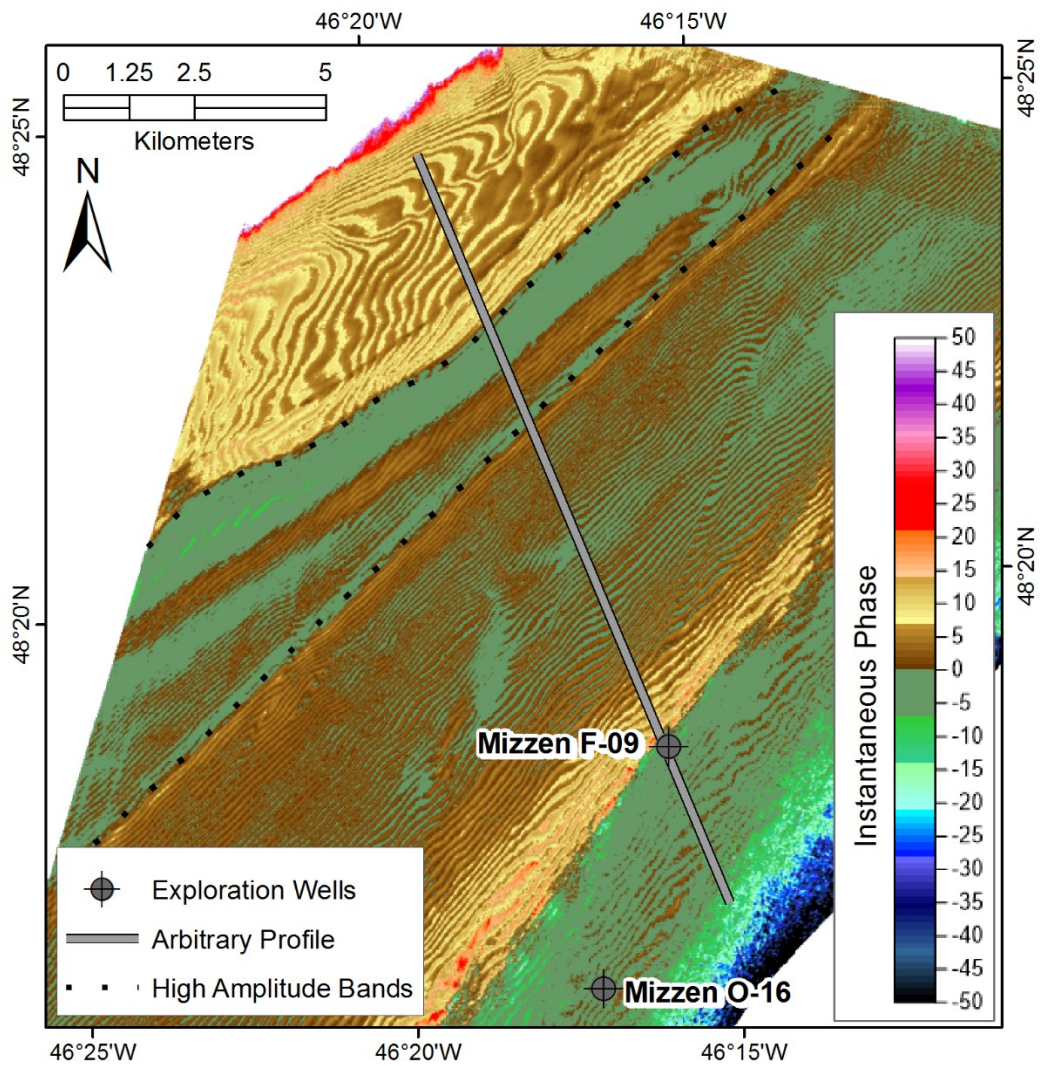 46°20'W 46°15'W
0 1.25 2.5 5
Kilometers
N
48°25'N
48°25'N
48°20'N
48°20'N
50
45
40
35
30
25
20
15
10
5
0
-5
-10
-15
-20
-25
-30
-35
-40
-45
-50
Instantaneous Phase
Mizzen F-09
Mizzen O-16
Exploration Wells
Arbitrary Profile
High Amplitude Bands
46°25'W 46°20'W 46°15'W